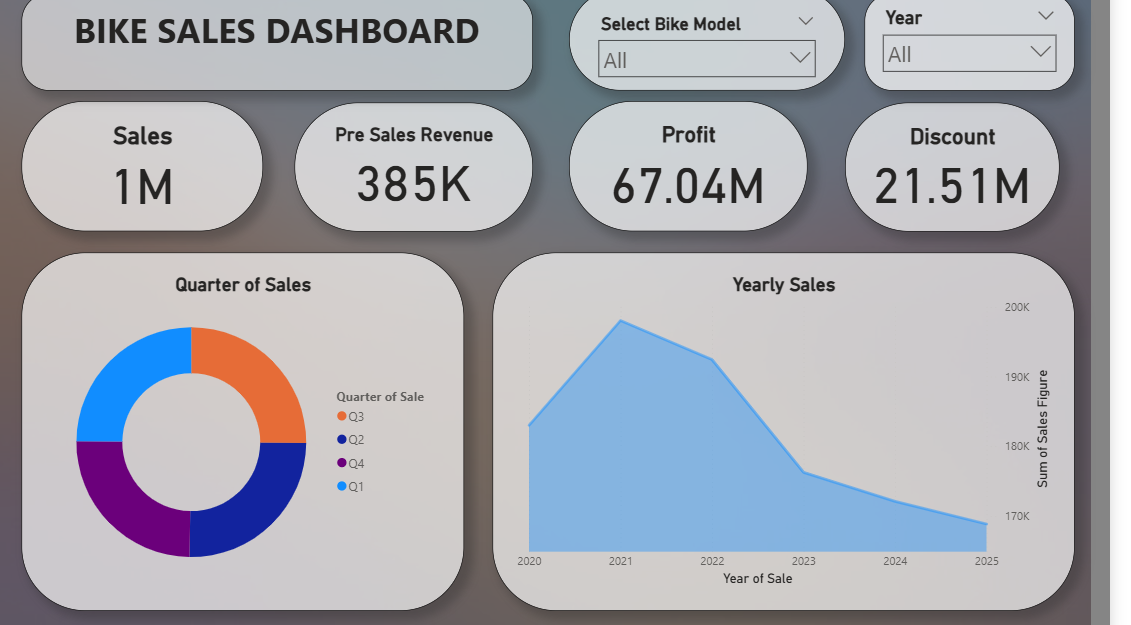 BIKE SALES DASHBOARD
Select Bike Model
All
Year
All
Sales
1M
Pre Sales Revenue
385K
Profit
67.04M
Discount
21.51M
Quarter of Sales
Quarter of Sale
Q3
Q2
Q4
Q1
Yearly Sales
200K
190K
180K
170K
Sum of Sales Figure
2020 2021 2022 2023 2024 2025
Year of Sale